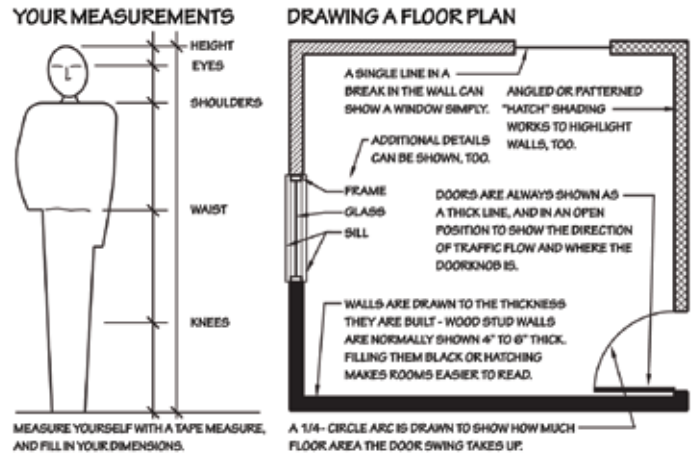 YOUR MEASUREMENTS
HEIGHT
EYES
SHOULDERS
WAIST
KNEES
MEASURE YOURSELF WITH A TAPE MEASURE,
AND FILL IN YOUR DIMENSIONS.
DRAWING A FLOOR PLAN
A SINGLE LINE IN A
BREAK IN THE WALL CAN
SHOW A WINDOW SIMPLY.
ANGLED OR PATTERNED
"HATCH" SHADING
WORKS TO HIGHLIGHT
WALLS, TOO.
ADDITIONAL DETAILS
CAN BE SHOWN, TOO.
FRAME
GLASS
SILL
DOORS ARE ALWAYS SHOWN AS
A THICK LINE, AND IN AN OPEN
POSITION TO SHOW THE DIRECTION
OF TRAFFIC FLOW AND WHERE THE
DOORKNOB IS.
WALLS ARE DRAWN TO THE THICKNESS
THEY ARE BUILT - WOOD STUD WALLS
ARE NORMALLY SHOWN 4" TO 6" THICK.
FILLING THEM BLACK OR HATCHING
MAKES ROOMS EASIER TO READ.
A 1/4- CIRCLE ARC IS DRAWN TO SHOW HOW MUCH
FLOOR AREA THE DOOR SWING TAKES UP.